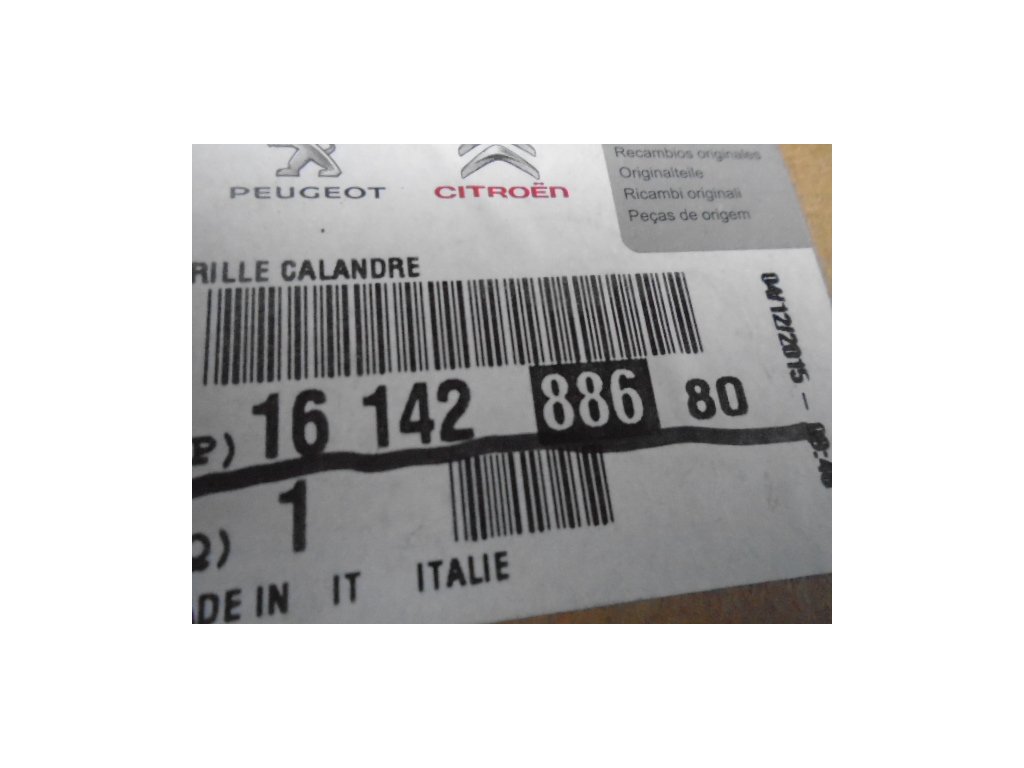 PEUGEOT CITROËN
Recambios originales
Originalteile
Ricambi originali
Peças de origem
RILLE CALANDRE
P) 16 142 886 80
Q) 1
ADE IN IT ITALIE
04/12/2015 -